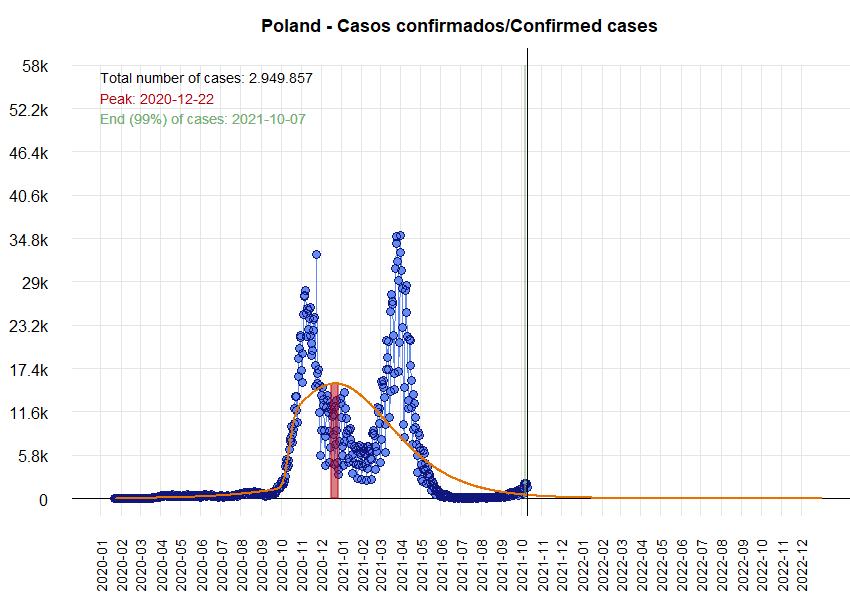 Poland - Casos confirmados/Confirmed cases
58k
Total number of cases: 2.949.857
Peak: 2020-12-22
End (99%) of cases: 2021-10-07
52.2k
46.4k
40.6k
34.8k
29k
23.2k
17.4k
11.6k
5.8k
0
2020-01
2020-02
2020-03
2020-04
2020-05
2020-06
2020-07
2020-08
2020-09
2020-10
2020-11
2020-12
2021-01
2021-02
2021-03
2021-04
2021-05
2021-06
2021-07
2021-08
2021-09
2021-10
2021-11
2021-12
2022-01
2022-02
2022-03
2022-04
2022-05
2022-06
2022-07
2022-08
2022-09
2022-10
2022-11
2022-12